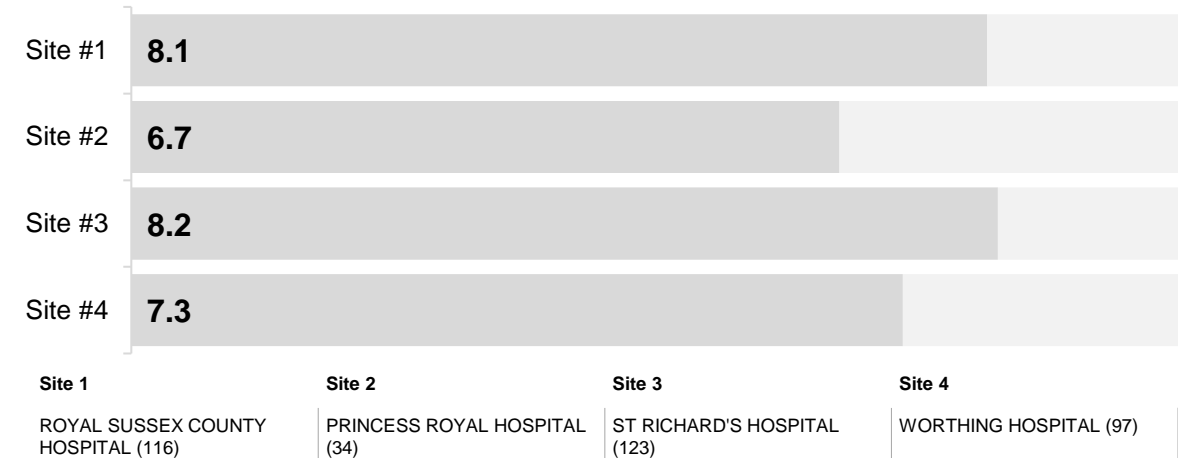 Site #1 8.1
Site #2 6.7
Site #3 8.2
Site #4 7.3
Site 1 Site 2 Site 3 Site 4
ROYAL SUSSEX COUNTY
HOSPITAL (116)
PRINCESS ROYAL HOSPITAL
(34)
ST RICHARD'S HOSPITAL
(123)
WORTHING HOSPITAL (97)